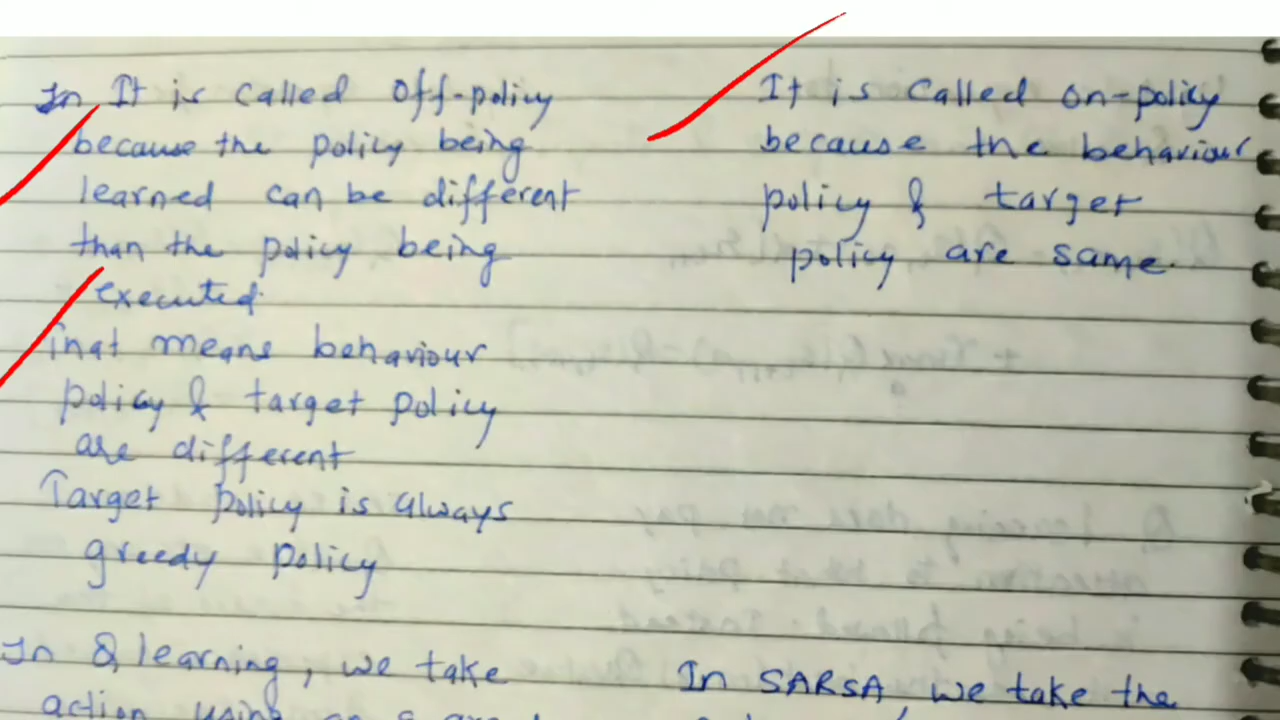 It is called Off-policy
because the policy being
learned can be different
than the policy being
executed.
That means behaviour
policy & target policy
are different
Target policy is always
greedy policy
In Q learning, we take
action using
It is called on-policy
because the behaviour
policy & target
policy are same.
In SARSA, we take the